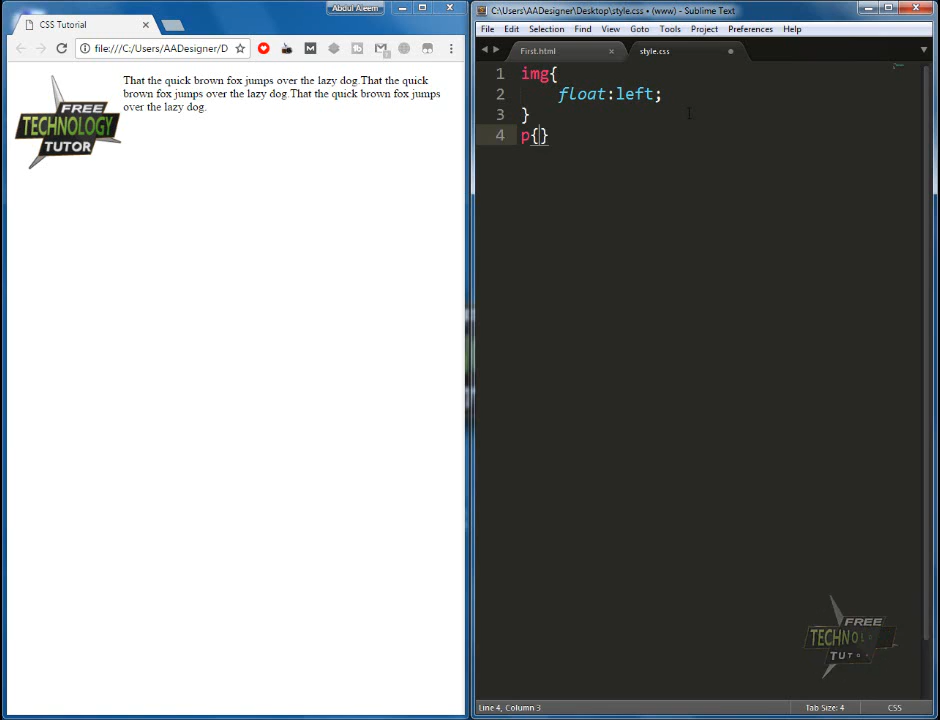 Abdul Aleem
CSS Tutorial
file:///C:/Users/AADesigner/D
FREE
TECHNOLOGY
TUTOR
That the quick brown fox jumps over the lazy dog.That the quick
brown fox jumps over the lazy dog.That the quick brown fox jumps
over the lazy dog.
C:\Users\AADesigner\Desktop\style.css • (www) - Sublime Text
File Edit Selection Find View Goto Tools Project Preferences Help
First.html
style.css
1 img{
2 float:left;
3 }
4 p{}
FREE
TECHNOL
TUTO
Line 4, Column 3
Tab Size: 4
CSS